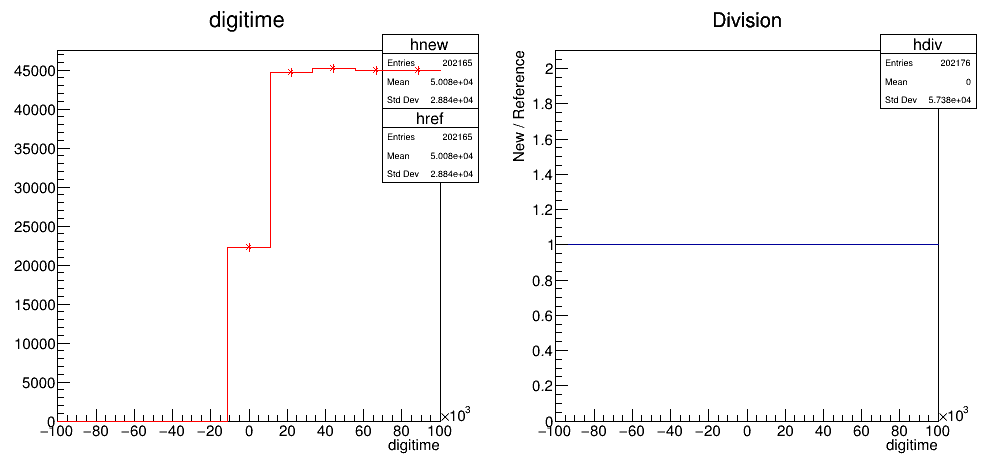 digitime
hnew
Entries 202165
Mean 5.008e+04
Std Dev 2.884e+04
href
Entries 202165
Mean 5.008e+04
Std Dev 2.884e+04
45000
40000
35000
30000
25000
20000
15000
10000
5000
0
−100 −80 −60 −40 −20 0 20 40 60 80 100
×10³
digitime
Division
hdiv
Entries 202176
Mean 0
Std Dev 5.738e+04
New / Reference
2
1.8
1.6
1.4
1.2
1
0.8
0.6
0.4
0.2
0
−100 −80 −60 −40 −20 0 20 40 60 80 100
×10³
digitime